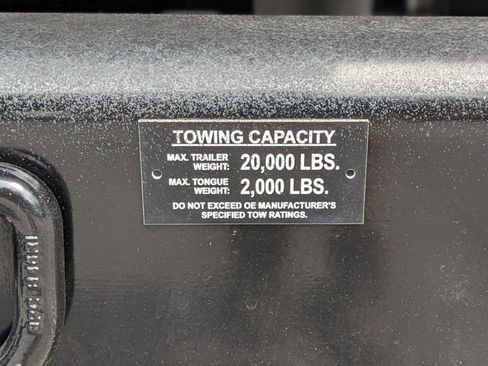 TOWING CAPACITY
MAX. TRAILER WEIGHT: 20,000 LBS.
MAX. TONGUE WEIGHT: 2,000 LBS.
DO NOT EXCEED OE MANUFACTURER'S
SPECIFIED TOW RATINGS.